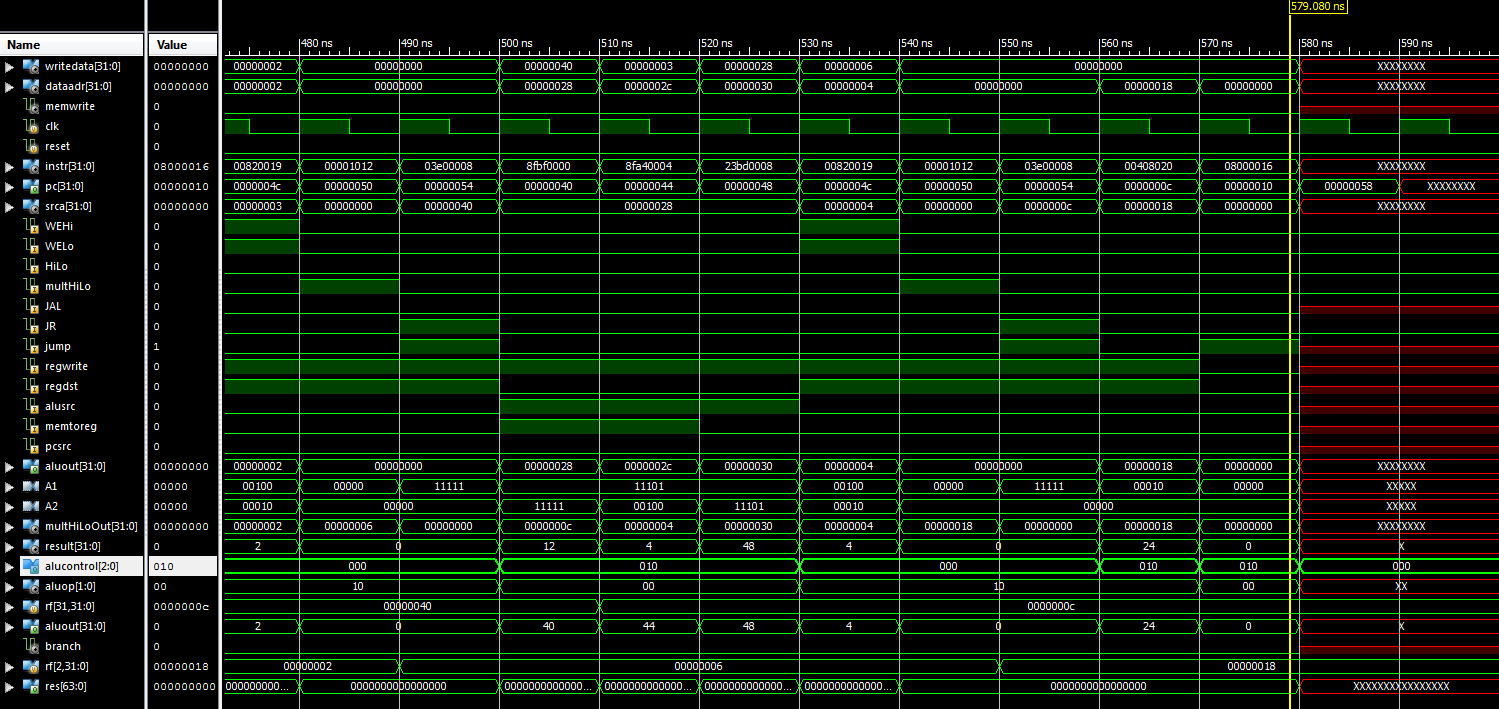 579.080 ns
Name Value 480 ns 490 ns 500 ns 510 ns 520 ns 530 ns 540 ns 550 ns 560 ns 570 ns 580 ns 590 ns
writedata[31:0] 00000000 00000002 00000000 00000040 00000003 00000028 00000006 00000000 XXXXXXXX
dataadr[31:0] 00000000 00000002 00000000 00000028 0000002c 00000030 00000004 00000000 00000018 00000000 XXXXXXXX
memwrite 0
clk 0
reset 0
instr[31:0] 08000016 00820019 00001012 03e00008 8fbf0000 8fa40004 23bd0008 00820019 00001012 03e00008 00408020 08000016 XXXXXXXX
pc[31:0] 00000010 0000004c 00000050 00000054 00000040 00000044 00000048 0000004c 00000050 00000054 0000000c 00000010 00000058 XXXXXXXX
srca[31:0] 00000000 00000003 00000000 00000040 00000028 00000004 00000000 0000000c 00000018 00000000 XXXXXXXX
WEHi 0
WELo 0
HiLo 0
multHiLo 0
JAL 0
JR 0
jump 1
regwrite 0
regdst 0
alusrc 0
memtoreg 0
pcsrc 0
aluout[31:0] 00000000 00000002 00000000 00000028 0000002c 00000030 00000004 00000000 00000018 00000000 XXXXXXXX
A1 00000 00100 00000 11111 11101 00100 00000 11111 00010 00000 XXXXX
A2 00000 00010 00000 11111 00100 11101 00010 00000 XXXXX
multHiLoOut[31:0] 00000000 00000002 00000006 00000000 0000000c 00000004 00000030 00000004 00000018 00000000 00000018 00000000 XXXXXXXX
result[31:0] 0 2 0 12 4 48 4 0 24 0 X
alucontrol[2:0] 010 000 010 000 010 010 000
aluop[1:0] 00 10 00 10 00 XX
rf[31,31:0] 0000000c 00000040 0000000c
aluout[31:0] 0 2 0 40 44 48 4 0 24 0 X
branch 0
rf[2,31:0] 00000018 00000002 00000006 00000018
res[63:0] 000000000 000000000... 0000000000000000 0000000000000... 0000000000000... 0000000000000... 0000000000000... 0000000000000000 XXXXXXXXXXXXXXXX